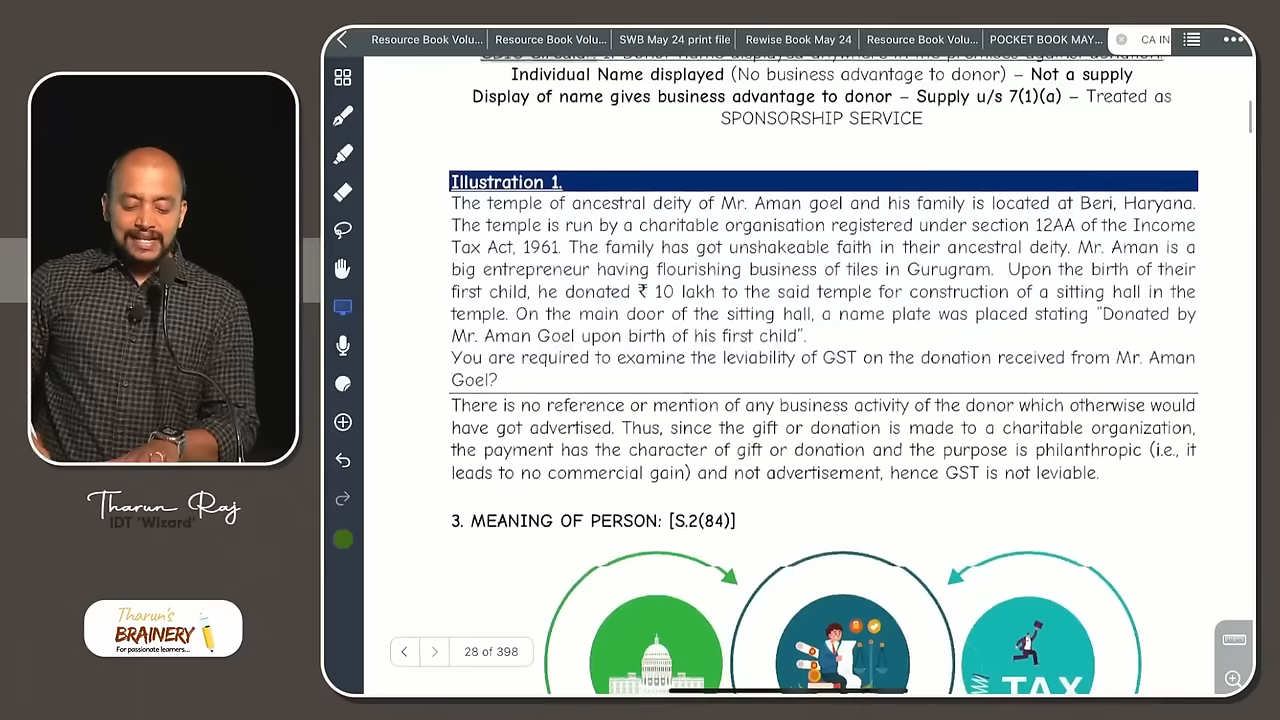 Resource Book Volu...
Resource Book Volu...
SWB May 24 print file
Rewise Book May 24
Resource Book Volu...
POCKET BOOK MAY...
CA IN
Individual Name displayed (No business advantage to donor) – Not a supply
Display of name gives business advantage to donor – Supply u/s 7(1)(a) – Treated as
SPONSORSHIP SERVICE
Illustration 1.
The temple of ancestral deity of Mr. Aman goel and his family is located at Beri, Haryana.
The temple is run by a charitable organisation registered under section 12AA of the Income
Tax Act, 1961. The family has got unshakeable faith in their ancestral deity. Mr. Aman is a
big entrepreneur having flourishing business of tiles in Gurugram. Upon the birth of their
first child, he donated ₹ 10 lakh to the said temple for construction of a sitting hall in the
temple. On the main door of the sitting hall, a name plate was placed stating “Donated by
Mr. Aman Goel upon birth of his first child”.
You are required to examine the leviability of GST on the donation received from Mr. Aman
Goel?
There is no reference or mention of any business activity of the donor which otherwise would
have got advertised. Thus, since the gift or donation is made to a charitable organization,
the payment has the character of gift or donation and the purpose is philanthropic (i.e., it
leads to no commercial gain) and not advertisement, hence GST is not leviable.
3. MEANING OF PERSON: [S.2(84)]
TAX
28 of 398
Tharun Raj
IDT 'Wizard'
Tharun's
BRAINERY
For passionate learners...